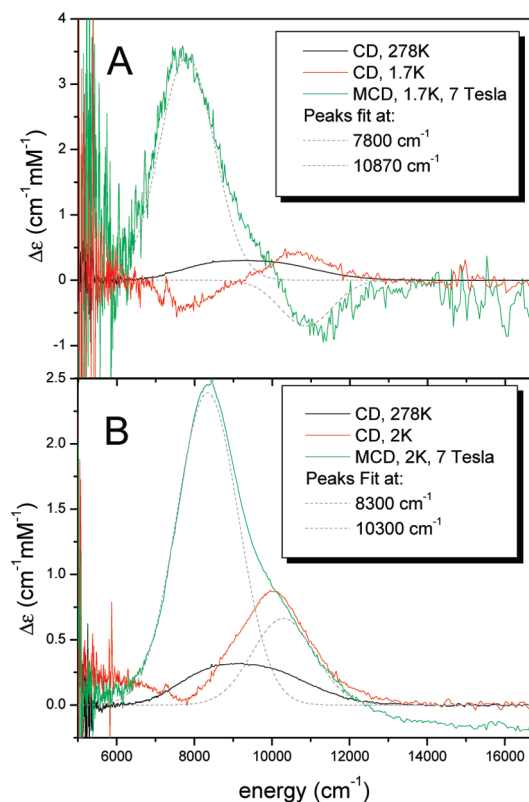 A
CD, 278K
CD, 1.7K
MCD, 1.7K, 7 Tesla
Peaks fit at:
7800 cm⁻¹
10870 cm⁻¹
4
3
2
1
0
-1
Δε (cm⁻¹mM⁻¹)
B
CD, 278K
CD, 2K
MCD, 2K, 7 Tesla
Peaks Fit at:
8300 cm⁻¹
10300 cm⁻¹
2.5
2.0
1.5
1.0
0.5
0.0
Δε (cm⁻¹mM⁻¹)
6000 8000 10000 12000 14000 16000
energy (cm⁻¹)